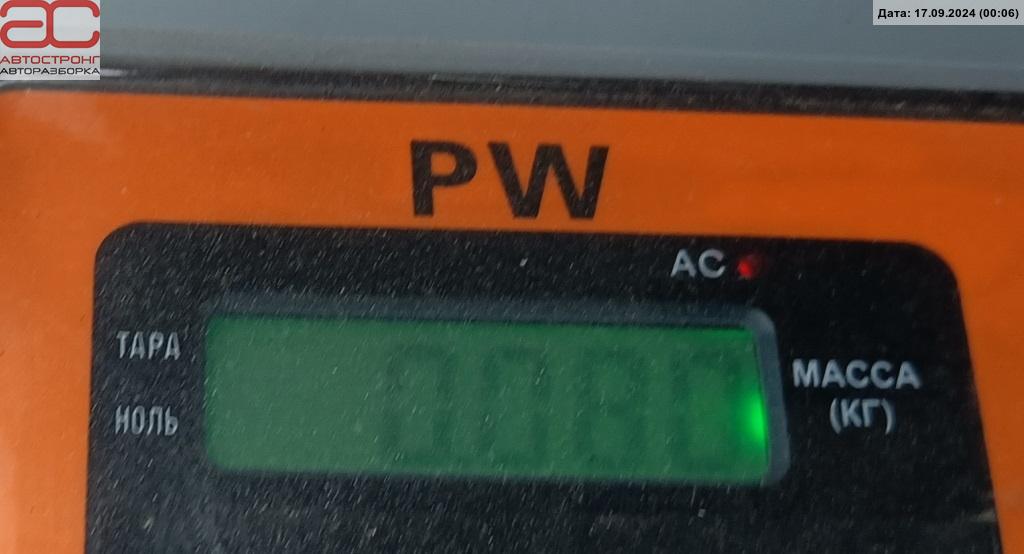 Дата: 17.09.2024 (00:06)
АС
АВТОСТРОНГ
АВТОРАЗБОРКА
PW
AC
ТАРА
НОЛЬ
МАССА
(КГ)